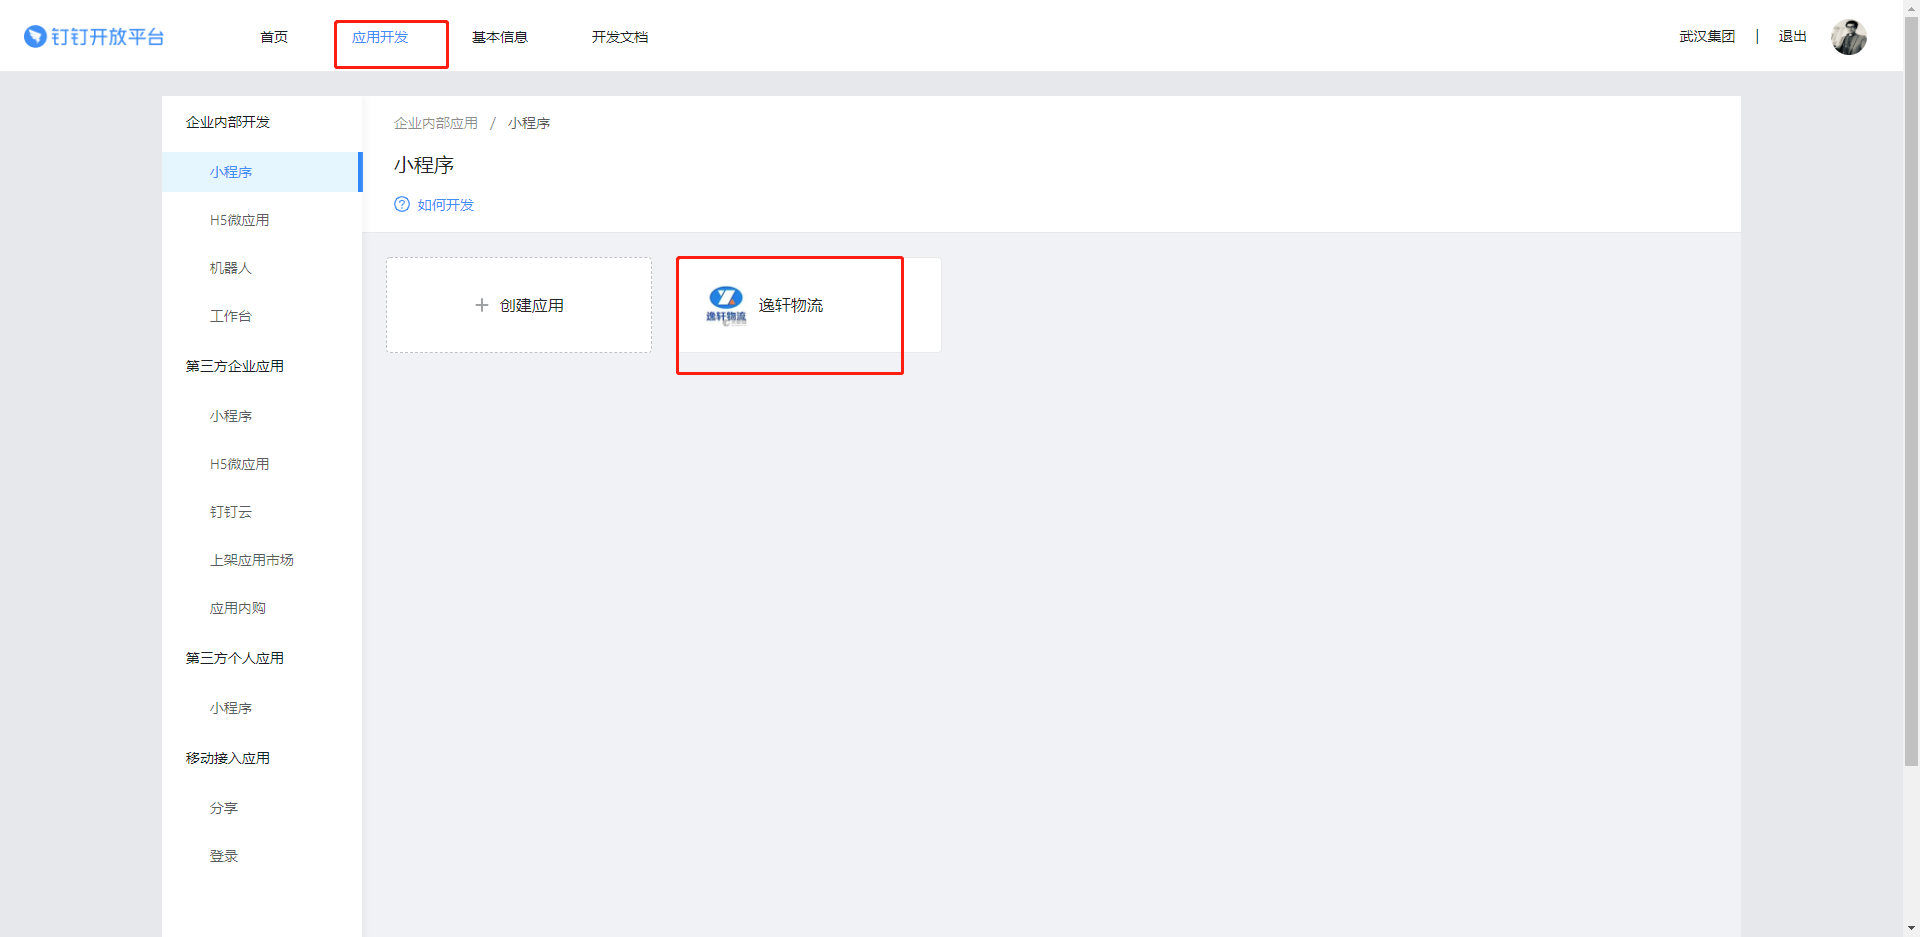 钉钉开放平台
首页
应用开发
基本信息
开发文档
武汉集团
|
退出
企业内部开发
小程序
H5微应用
机器人
工作台
第三方企业应用
小程序
H5微应用
钉钉云
上架应用市场
应用内购
第三方个人应用
小程序
移动接入应用
分享
登录
企业内部应用 / 小程序
小程序
如何开发
创建应用
逸轩物流
逸轩物流